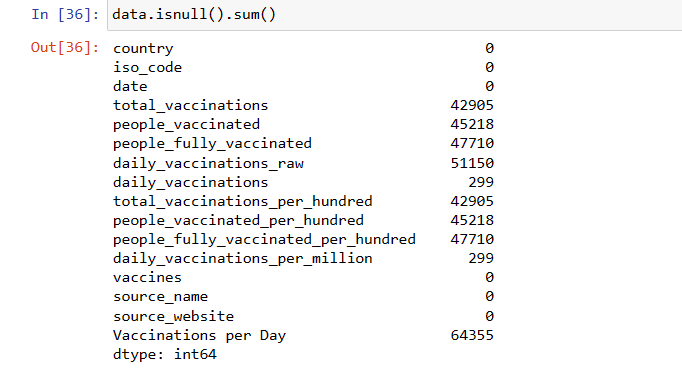 In [36]: data.isnull().sum()
Out[36]: country 0
iso_code 0
date 0
total_vaccinations 42905
people_vaccinated 45218
people_fully_vaccinated 47710
daily_vaccinations_raw 51150
daily_vaccinations 299
total_vaccinations_per_hundred 42905
people_vaccinated_per_hundred 45218
people_fully_vaccinated_per_hundred 47710
daily_vaccinations_per_million 299
vaccines 0
source_name 0
source_website 0
Vaccinations per Day 64355
dtype: int64